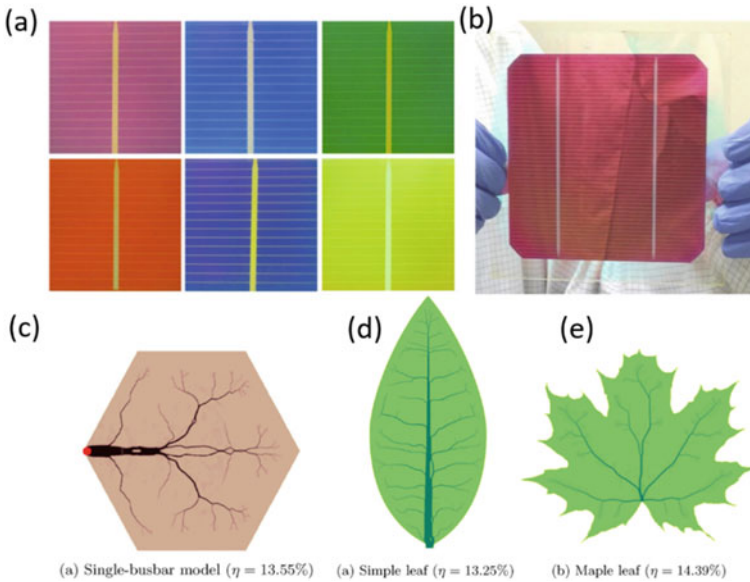 (a)
(b)
(c)
(d)
(e)
(a) Single-busbar model (η = 13.55%)
(a) Simple leaf (η = 13.25%)
(b) Maple leaf (η = 14.39%)